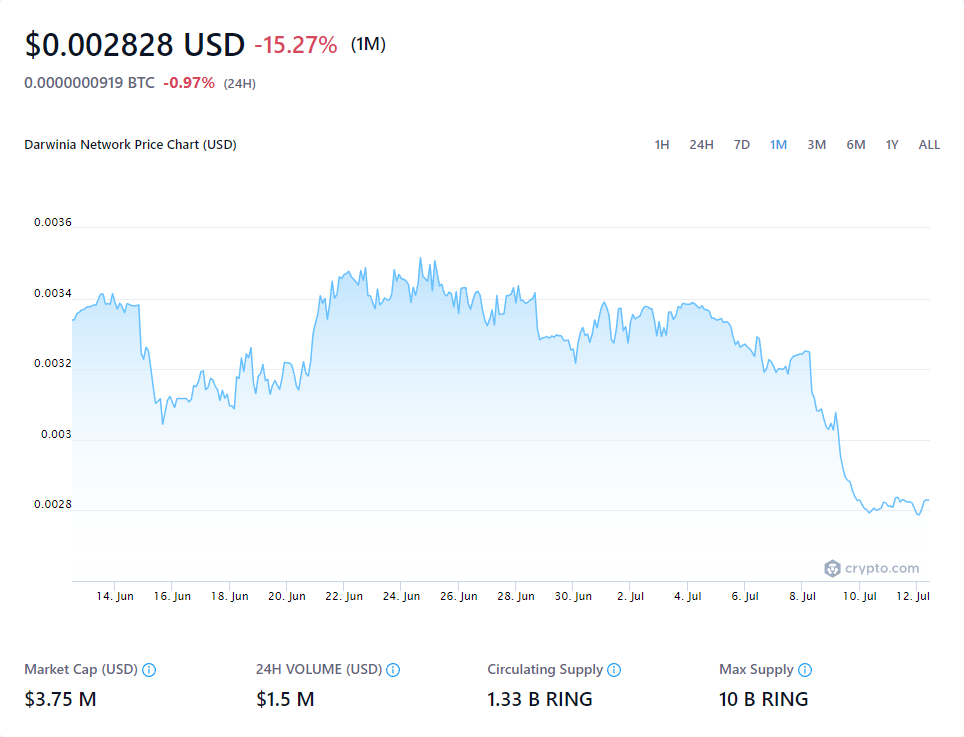 $0.002828 USD -15.27% (1M)
0.0000000919 BTC -0.97% (24H)
Darwinia Network Price Chart (USD) 1H 24H 7D 1M 3M 6M 1Y ALL
0.0036
0.0034
0.0032
0.003
0.0028
crypto.com
14. Jun 16. Jun 18. Jun 20. Jun 22. Jun 24. Jun 26. Jun 28. Jun 30. Jun 2. Jul 4. Jul 6. Jul 8. Jul 10. Jul 12. Jul
Market Cap (USD) 24H VOLUME (USD) Circulating Supply Max Supply
$3.75 M $1.5 M 1.33 B RING 10 B RING